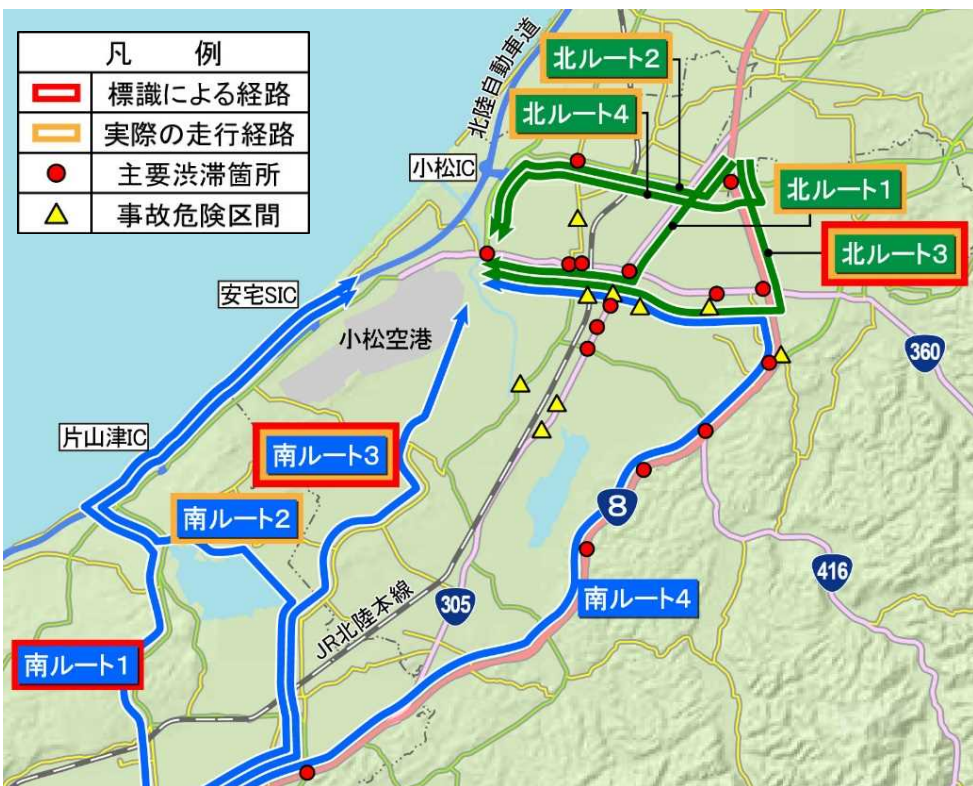 凡 例
標識による経路
実際の走行経路
主要渋滞箇所
事故危険区間
北陸自動車道
北ルート2
北ルート4
小松IC
北ルート1
北ルート3
安宅SIC
小松空港
360
片山津IC
南ルート3
南ルート2
8
416
JR北陸本線
305
南ルート4
南ルート1